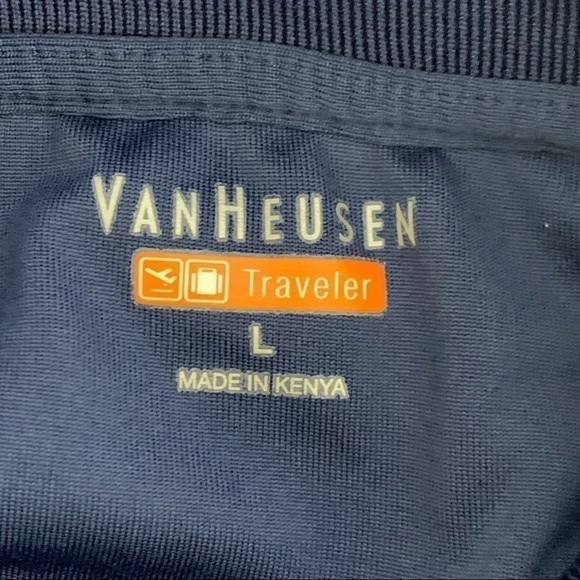 VANHEUSEN
Traveler
L
MADE IN KENYA